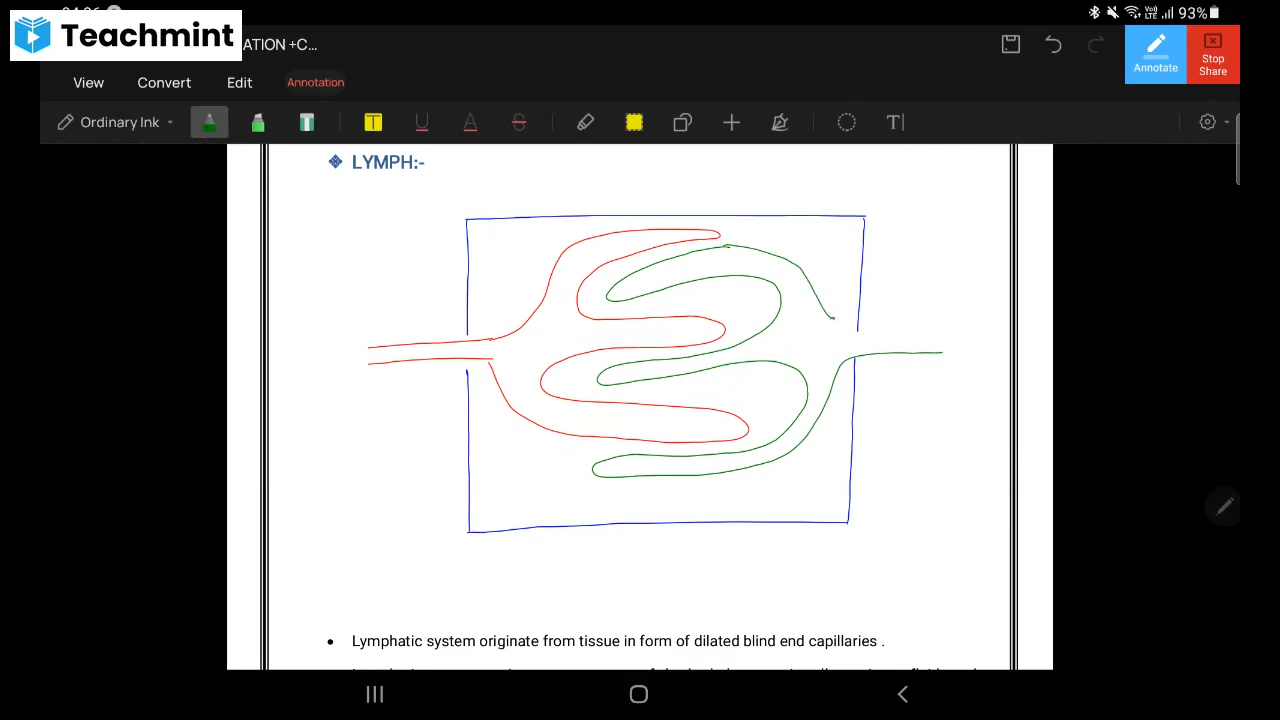 Teachmint
ATION +C...
93%
Annotate
Stop
Share
View Convert Edit Annotation
Ordinary Ink
❖ LYMPH:-
• Lymphatic system originate from tissue in form of dilated blind end capillaries .